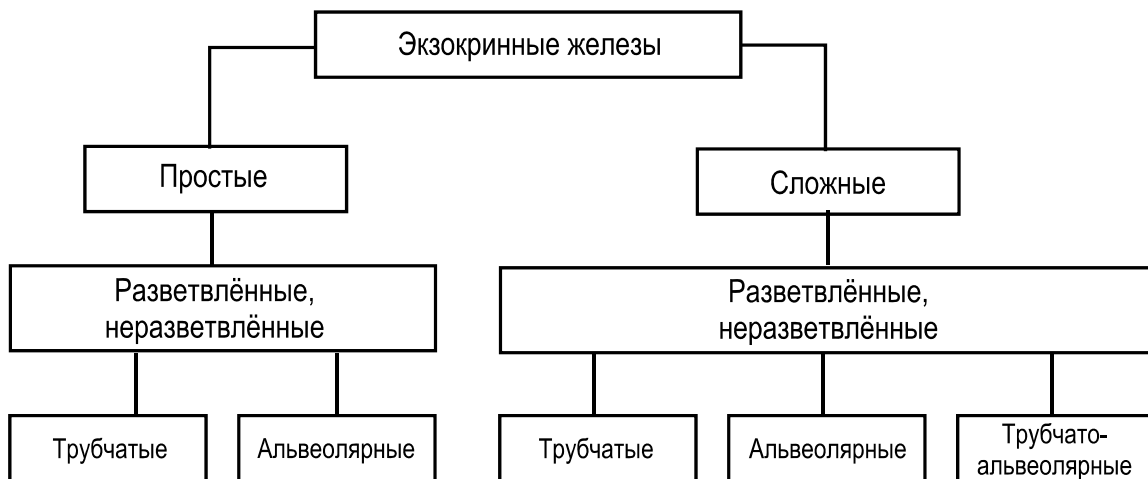 Экзокринные железы
Простые
Сложные
Разветвлённые,
неразветвлённые
Разветвлённые,
неразветвлённые
Трубчатые
Альвеолярные
Трубчатые
Альвеолярные
Трубчато-
альвеолярные